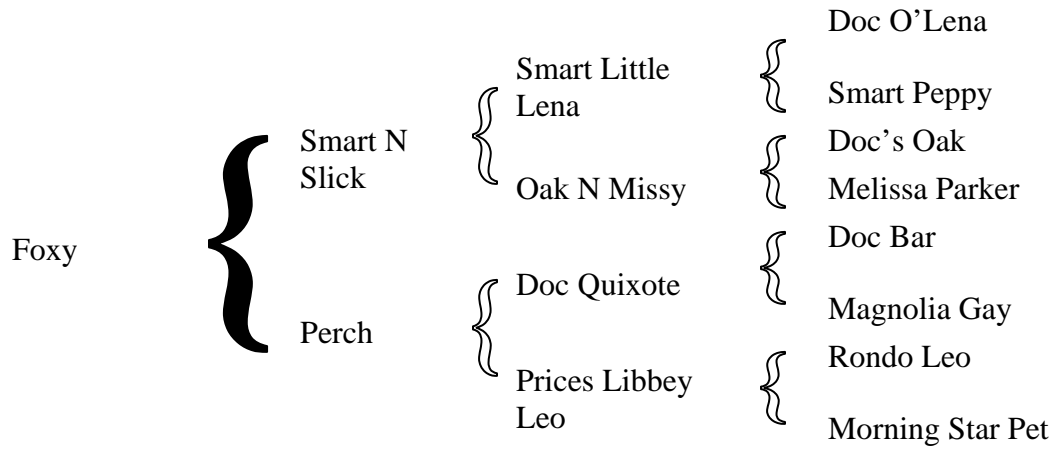 Doc O’Lena
Smart Little
Lena
Smart Peppy
Smart N
Slick
Doc’s Oak
Oak N Missy
Melissa Parker
Foxy
Doc Bar
Doc Quixote
Magnolia Gay
Perch
Rondo Leo
Prices Libbey
Leo
Morning Star Pet